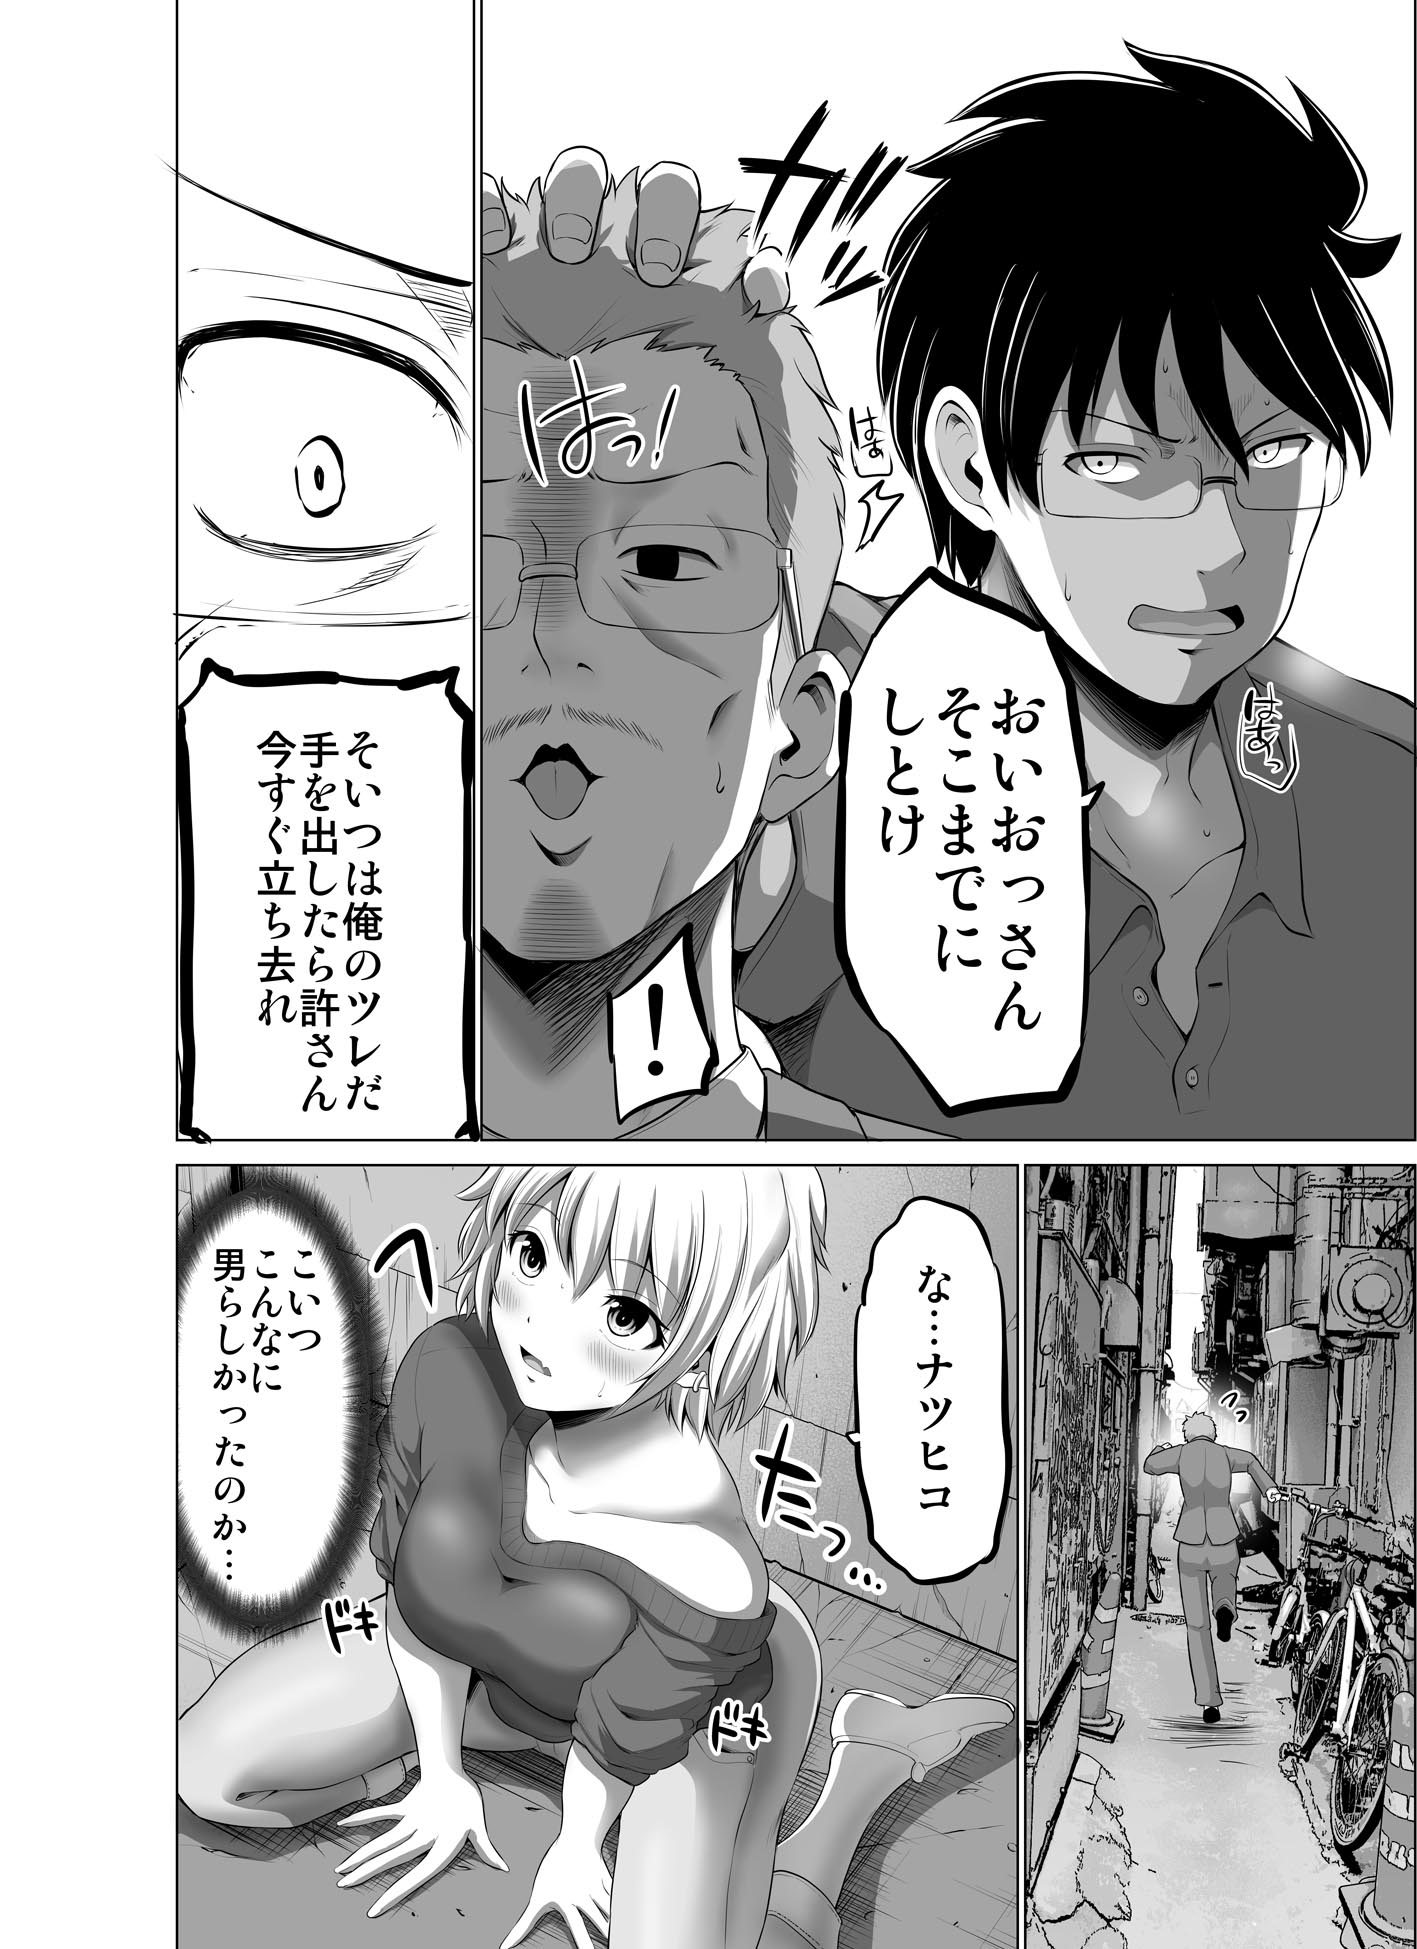 おいおっさん
そこまでに
しとけ
はぁ
はあっ
ガシッ
はっ！
！
そいつは俺のツレだ
手を出したら許さん
今すぐ立ち去れ
な…ナツヒコ
へ
たっ…
ドキ
ドキ
こいつ
こんなに
男らしかったのか…